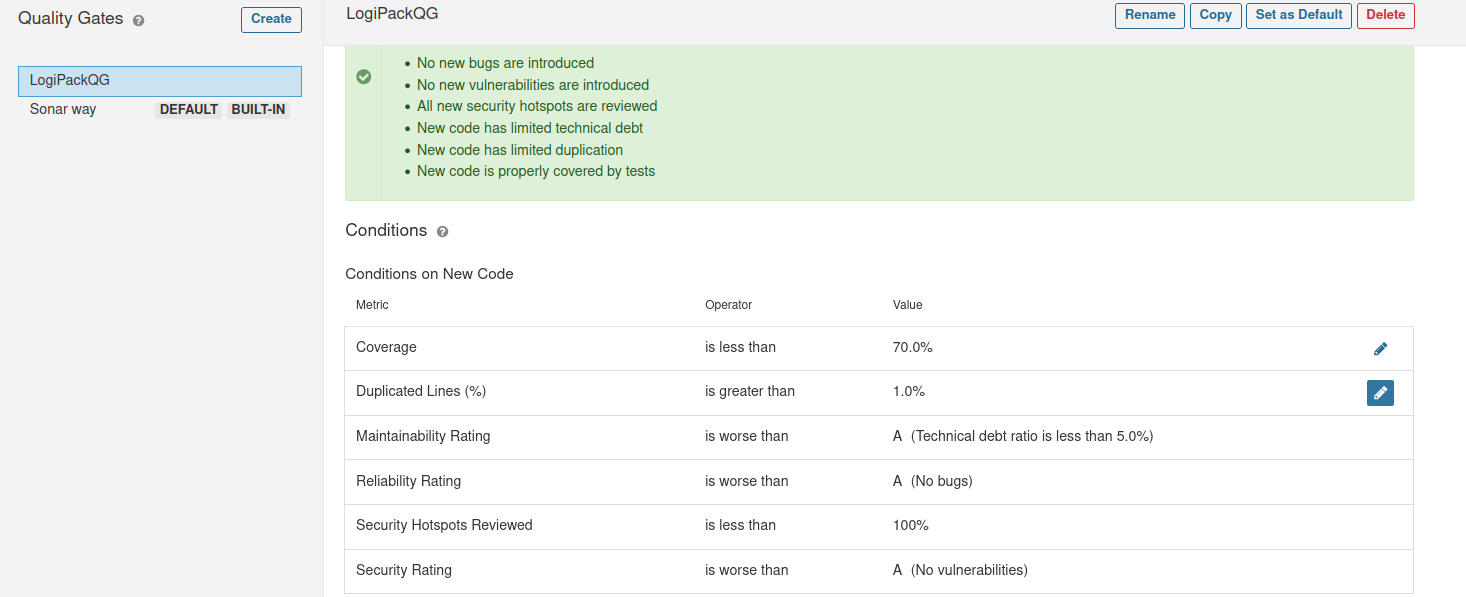 Quality Gates ?
Create
LogiPackQG
Sonar way DEFAULT BUILT-IN
LogiPackQG
Rename Copy Set as Default Delete
• No new bugs are introduced
• No new vulnerabilities are introduced
• All new security hotspots are reviewed
• New code has limited technical debt
• New code has limited duplication
• New code is properly covered by tests
Conditions ?
Conditions on New Code
Metric Operator Value
Coverage is less than 70.0%
Duplicated Lines (%) is greater than 1.0%
Maintainability Rating is worse than A (Technical debt ratio is less than 5.0%)
Reliability Rating is worse than A (No bugs)
Security Hotspots Reviewed is less than 100%
Security Rating is worse than A (No vulnerabilities)